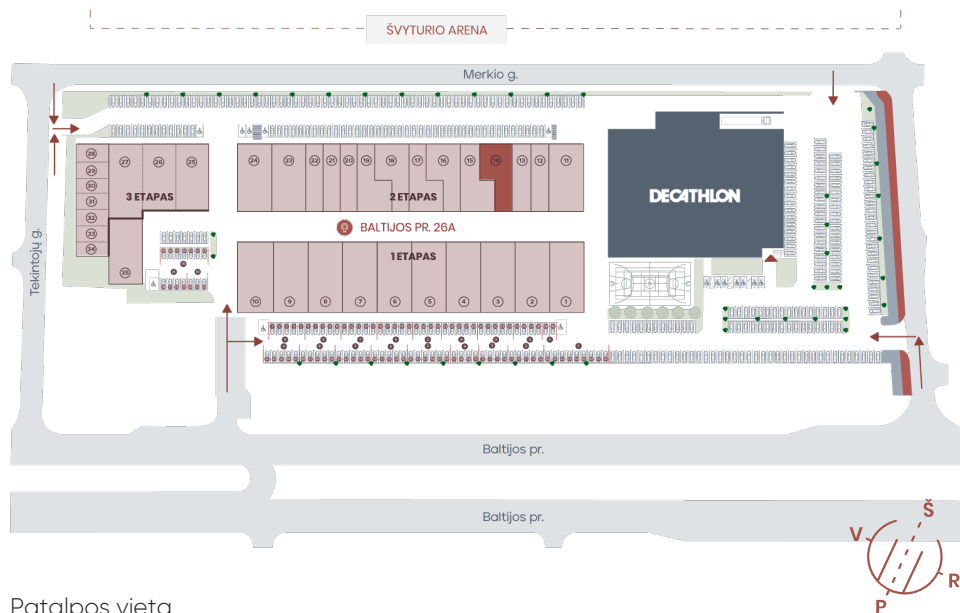 ŠVYTURIO ARENA
Merkio g.
28
29
30
31
32
33
34
27
26
25
3 ETAPAS
35
24
23
22
21
20
19
18
17
16
15
14
13
12
11
2 ETAPAS
DECATHLON
BALTIJOS PR. 26A
1 ETAPAS
10
9
8
7
6
5
4
3
2
1
Tekintojų g.
Baltijos pr.
Baltijos pr.
Š
V
R
P
Patalpos vieta